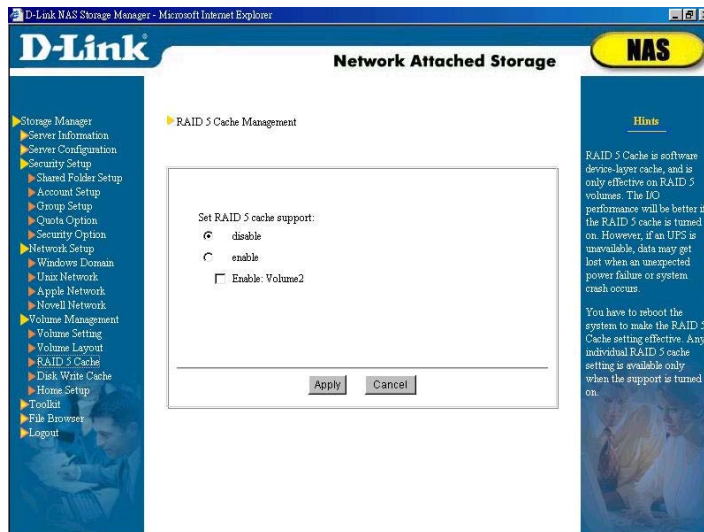 D-Link NAS Storage Manager - Microsoft Internet Explorer
D-Link
Network Attached Storage
NAS
Storage Manager
Server Information
Server Configuration
Security Setup
Shared Folder Setup
Account Setup
Group Setup
Quota Option
Security Option
Network Setup
Windows Domain
Unix Network
Apple Network
Novell Network
Volume Management
Volume Setting
Volume Layout
RAID 5 Cache
Disk Write Cache
Home Setup
Toolkit
File Browser
Logout
RAID 5 Cache Management
Set RAID 5 cache support:
disable
enable
Enable: Volume2
Apply Cancel
Hints
RAID 5 Cache is software
device-layer cache, and is
only effective on RAID 5
volumes. The I/O
performance will be better if
the RAID 5 cache is turned
on. However, if an UPS is
unavailable, data may get
lost when an unexpected
power failure or system
crash occurs.
You have to reboot the
system to make the RAID 5
Cache setting effective. Any
individual RAID 5 cache
setting is available only
when the support is turned
on.